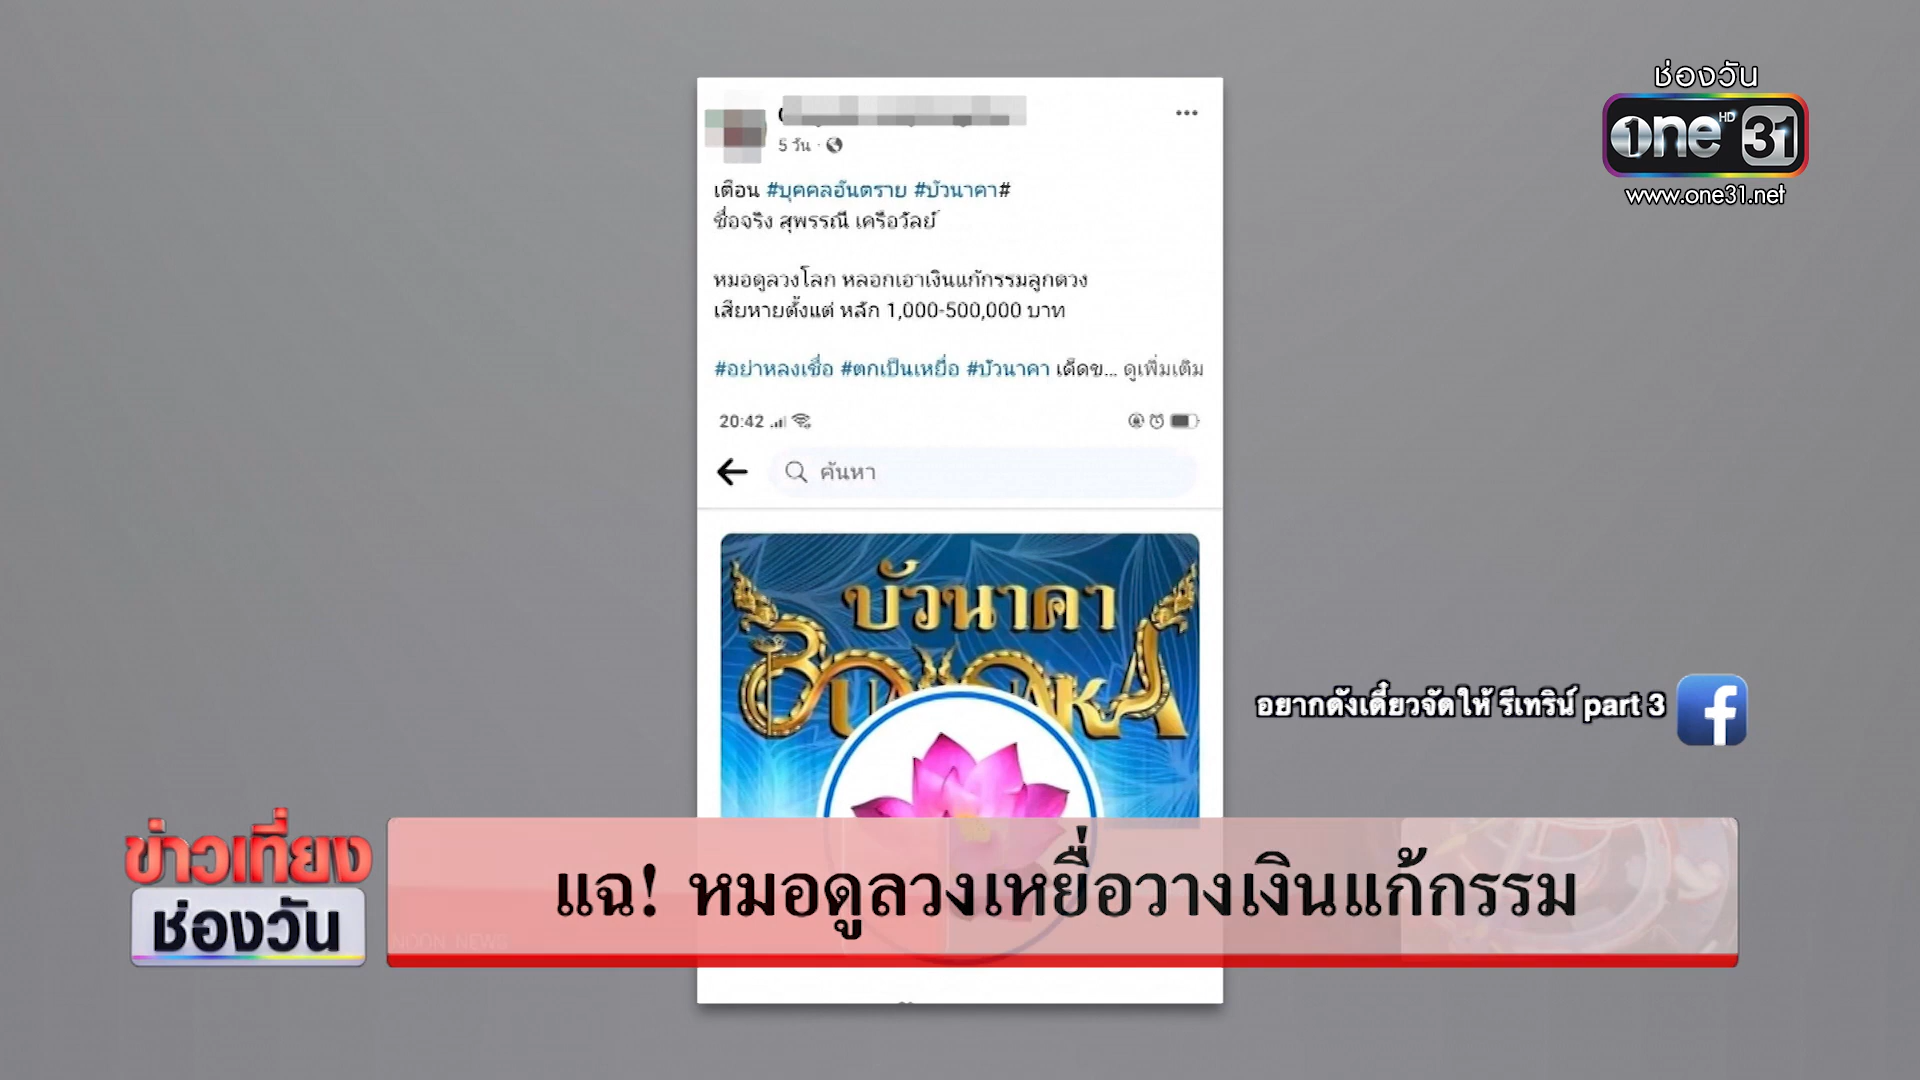 ช่องวัน
one HD 31
www.one31.net
5 วัน ·
เตือน #บุคคลอันตราย #บัวนาคา#
ชื่อจริง สุพรรณี เครือวัลย์
หมอดูลวงโลก หลอกเอาเงินแก้กรรมลูกดวง
เสียหายตั้งแต่ หลัก 1,000-500,000 บาท
#อย่าหลงเชื่อ #ตกเป็นเหยื่อ #บัวนาคา เด็ดข... ดูเพิ่มเติม
20:42
ค้นหา
บัวนาคา
อยากดังเดี๋ยวจัดให้ รีเทริน์ part 3
ข่าวเที่ยง
ช่องวัน
แฉ! หมอดูลวงเหยื่อวางเงินแก้กรรม
NOON NEWS